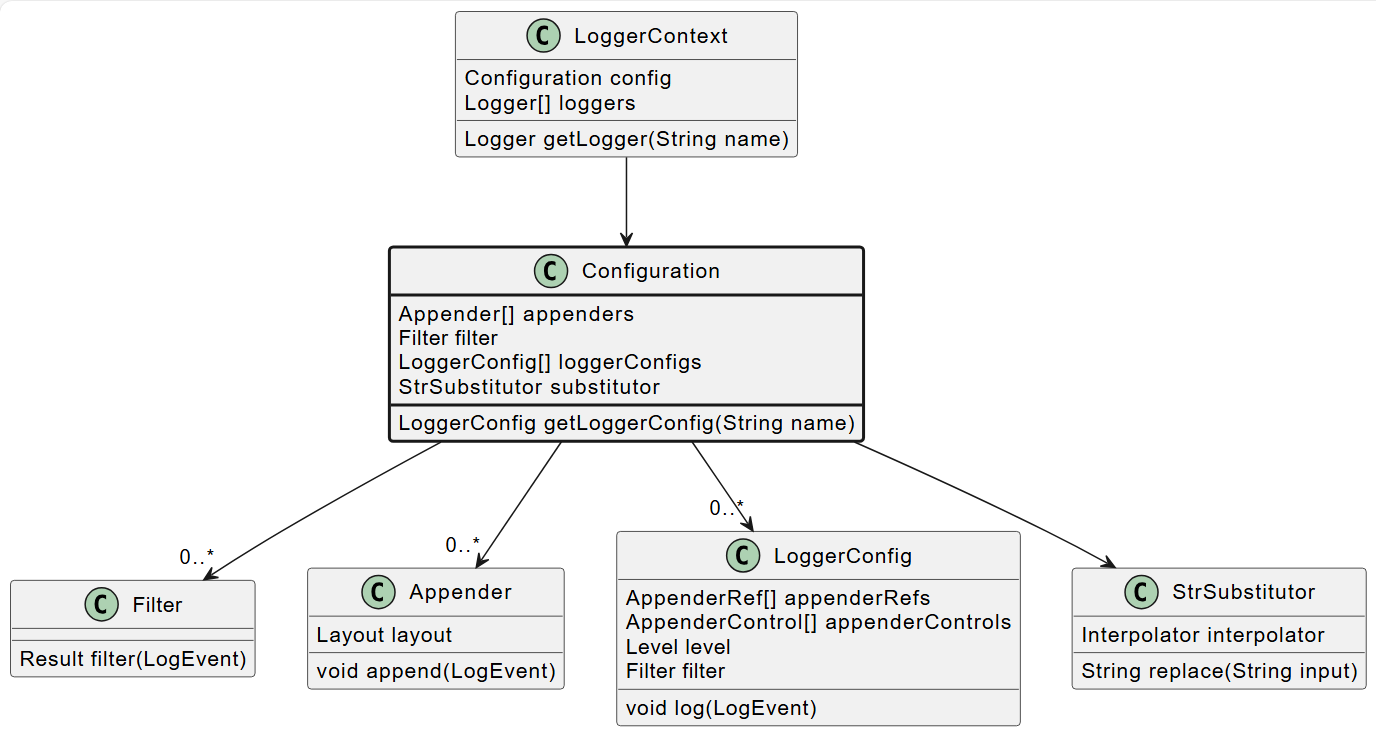 C LoggerContext
Configuration config
Logger[] loggers
Logger getLogger(String name)
C Configuration
Appender[] appenders
Filter filter
LoggerConfig[] loggerConfigs
StrSubstitutor substitutor
LoggerConfig getLoggerConfig(String name)
0..*
0..*
0..*
C Filter
Result filter(LogEvent)
C Appender
Layout layout
void append(LogEvent)
C LoggerConfig
AppenderRef[] appenderRefs
AppenderControl[] appenderControls
Level level
Filter filter
void log(LogEvent)
C StrSubstitutor
Interpolator interpolator
String replace(String input)